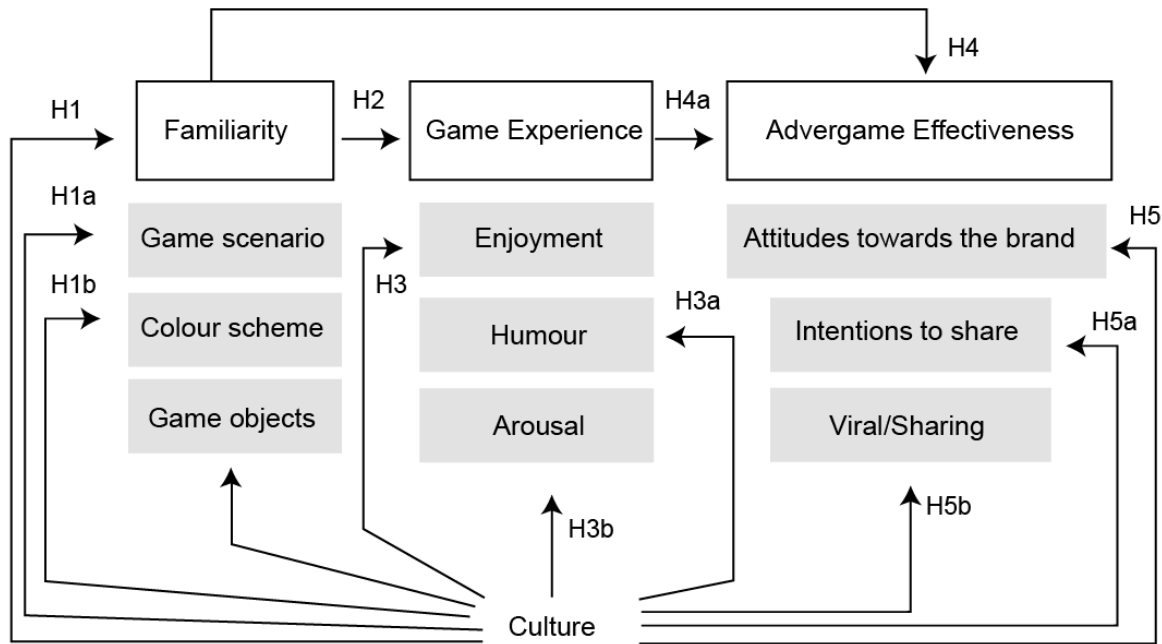 H4
H1
Familiarity
H2
Game Experience
H4a
Advergame Effectiveness
H1a
Game scenario
Enjoyment
Attitudes towards the brand
H5
H1b
H3
Colour scheme
Humour
H3a
Intentions to share
H5a
Game objects
Arousal
Viral/Sharing
H3b
H5b
Culture